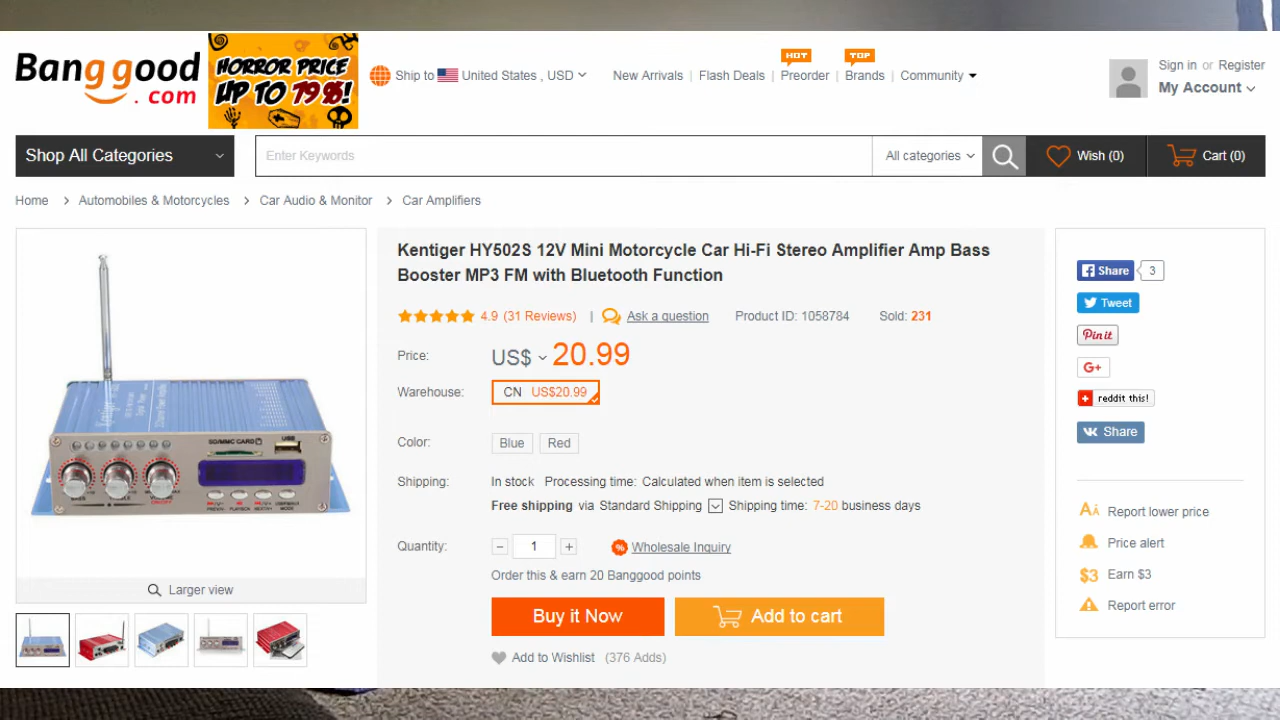 Banggood
.com
HORROR PRICE
UP TO 79%!
Ship to United States , USD
New Arrivals | Flash Deals | Preorder | Brands | Community
HOT
TOP
Sign in or Register
My Account
Shop All Categories
Enter Keywords
All categories
Wish (0)
Cart (0)
Home > Automobiles & Motorcycles > Car Audio & Monitor > Car Amplifiers
Kentiger HY502S 12V Mini Motorcycle Car Hi-Fi Stereo Amplifier Amp Bass
Booster MP3 FM with Bluetooth Function
4.9 (31 Reviews) | Ask a question Product ID: 1058784 Sold: 231
Price: US$ 20.99
Warehouse: CN US$20.99
Color: Blue Red
Shipping: In stock Processing time: Calculated when item is selected
Free shipping via Standard Shipping Shipping time: 7-20 business days
Quantity: − 1 + Wholesale Inquiry
Order this & earn 20 Banggood points
Buy it Now
Add to cart
Add to Wishlist (376 Adds)
SD/MMC CARD
USB
Larger view
Share 3
Tweet
Pin it
G+
reddit this!
Share
Report lower price
Price alert
$3 Earn $3
Report error